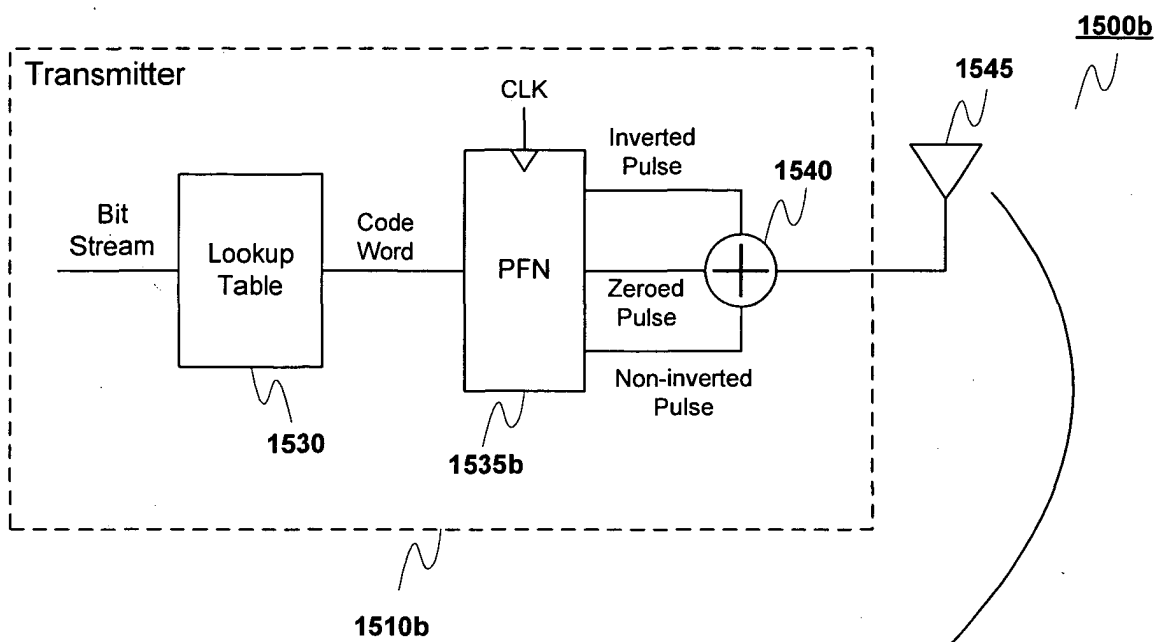 1500b
Transmitter
1545
CLK
Inverted
Pulse
1540
Bit
Stream
Lookup
Table
Code
Word
PFN
Zeroed
Pulse
Non-inverted
Pulse
1530
1535b
1510b